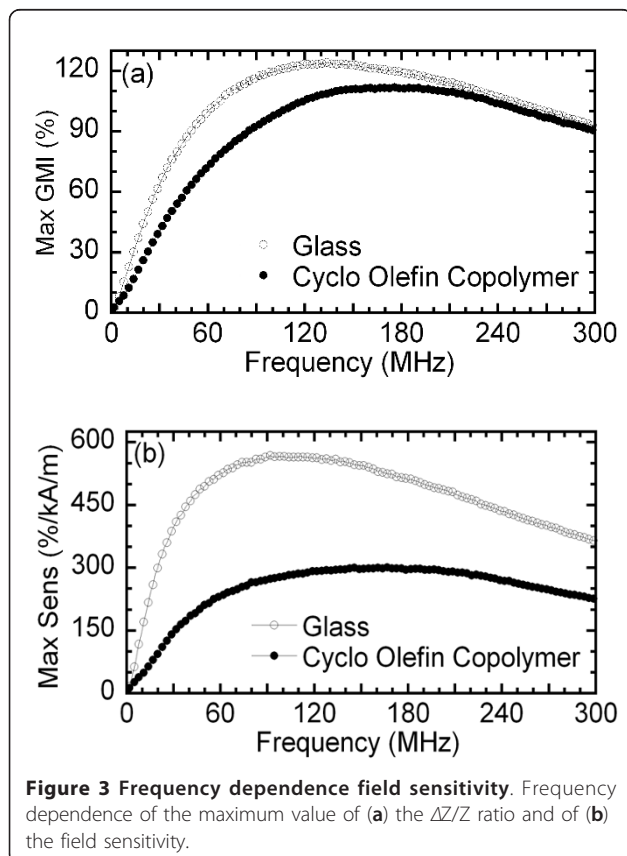 (a)
Max GMI (%)
120
90
60
30
0
Glass
Cyclo Olefin Copolymer
0 60 120 180 240 300
Frequency (MHz)
(b)
Max Sens (%/kA/m)
600
450
300
150
0
Glass
Cyclo Olefin Copolymer
0 60 120 180 240 300
Frequency (MHz)
Figure 3 Frequency dependence field sensitivity. Frequency
dependence of the maximum value of (a) the ΔZ/Z ratio and of (b)
the field sensitivity.